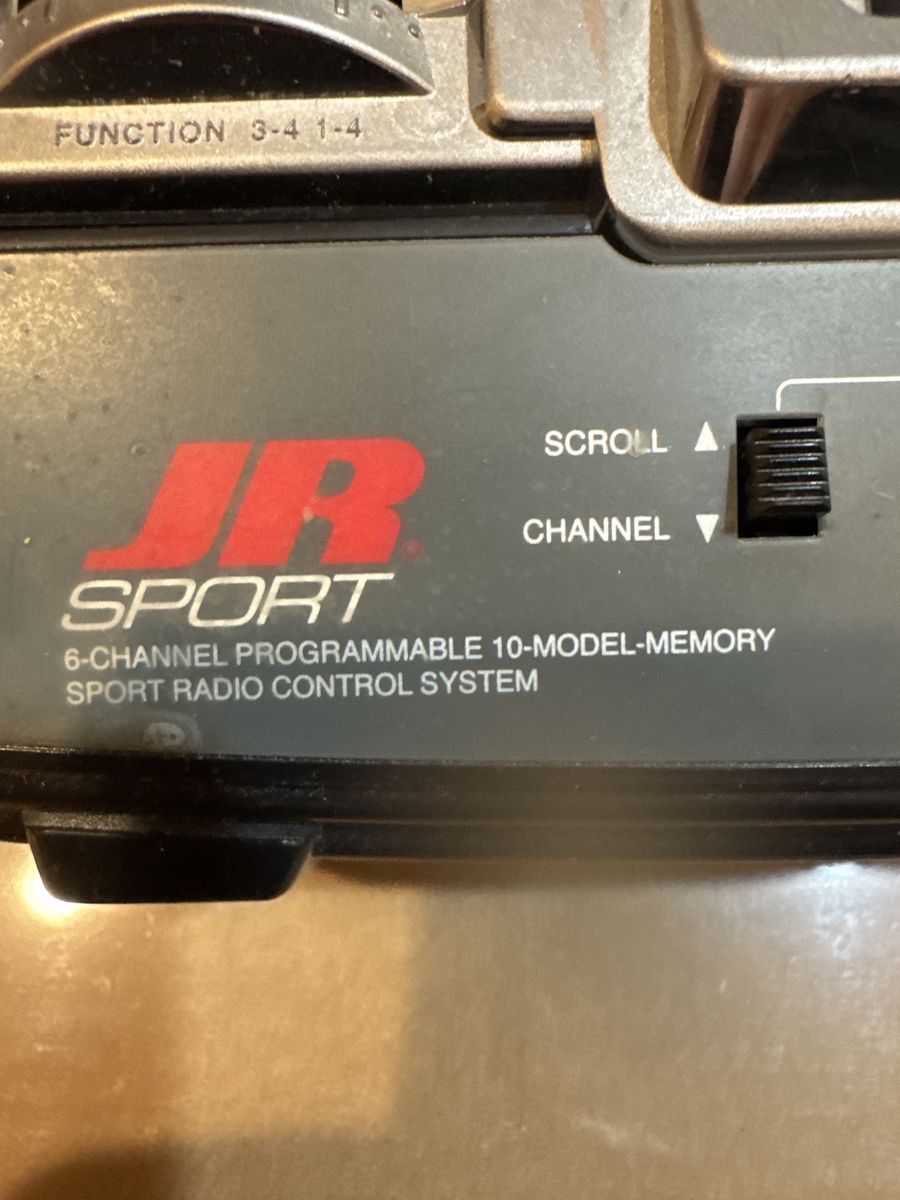 FUNCTION 3-4 1-4
SCROLL ▲
JR®
CHANNEL ▼
SPORT
6-CHANNEL PROGRAMMABLE 10-MODEL-MEMORY
SPORT RADIO CONTROL SYSTEM